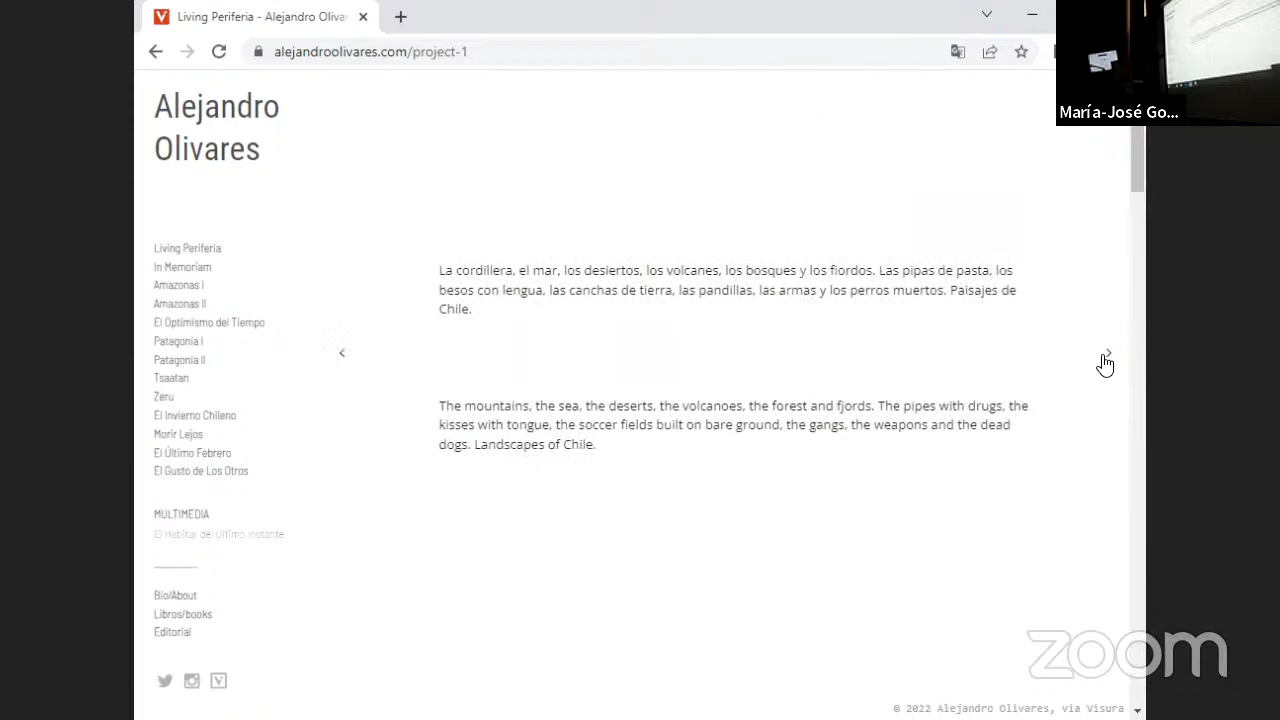 Living Periferia - Alejandro Oliva
alejandroolivares.com/project-1
María-José Go...
Alejandro
Olivares
Living Periferia
In Memoriam
Amazonas I
Amazonas II
El Optimismo del Tiempo
Patagonia I
Patagonia II
Tsaatan
Zeru
El Invierno Chileno
Morir Lejos
El Último Febrero
El Gusto de Los Otros
MULTIMEDIA
El Habitar del Último Instante
Bio/About
Libros/books
Editorial
La cordillera, el mar, los desiertos, los volcanes, los bosques y los fiordos. Las pipas de pasta, los
besos con lengua, las canchas de tierra, las pandillas, las armas y los perros muertos. Paisajes de
Chile.
The mountains, the sea, the deserts, the volcanoes, the forest and fjords. The pipes with drugs, the
kisses with tongue, the soccer fields built on bare ground, the gangs, the weapons and the dead
dogs. Landscapes of Chile.
zoom
© 2022 Alejandro Olivares, via Visura